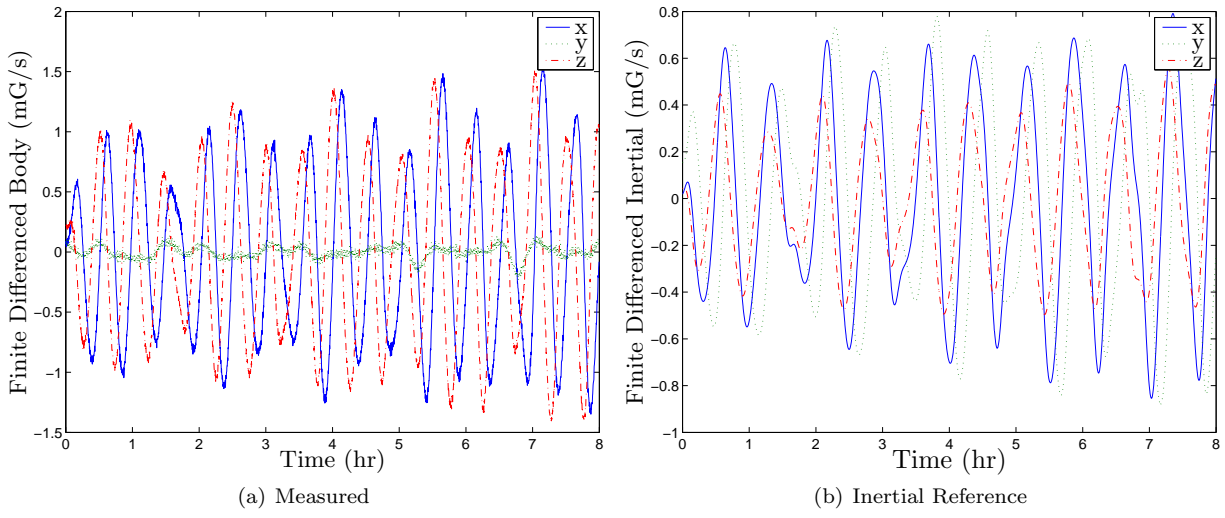 2
1.5
1
0.5
0
−0.5
−1
−1.5
0 1 2 3 4 5 6 7 8
Finite Differenced Body (mG/s)
Time (hr)
x
y
z
(a) Measured
0.8
0.6
0.4
0.2
0
−0.2
−0.4
−0.6
−0.8
−1
0 1 2 3 4 5 6 7 8
Finite Differenced Inertial (mG/s)
Time (hr)
x
y
z
(b) Inertial Reference